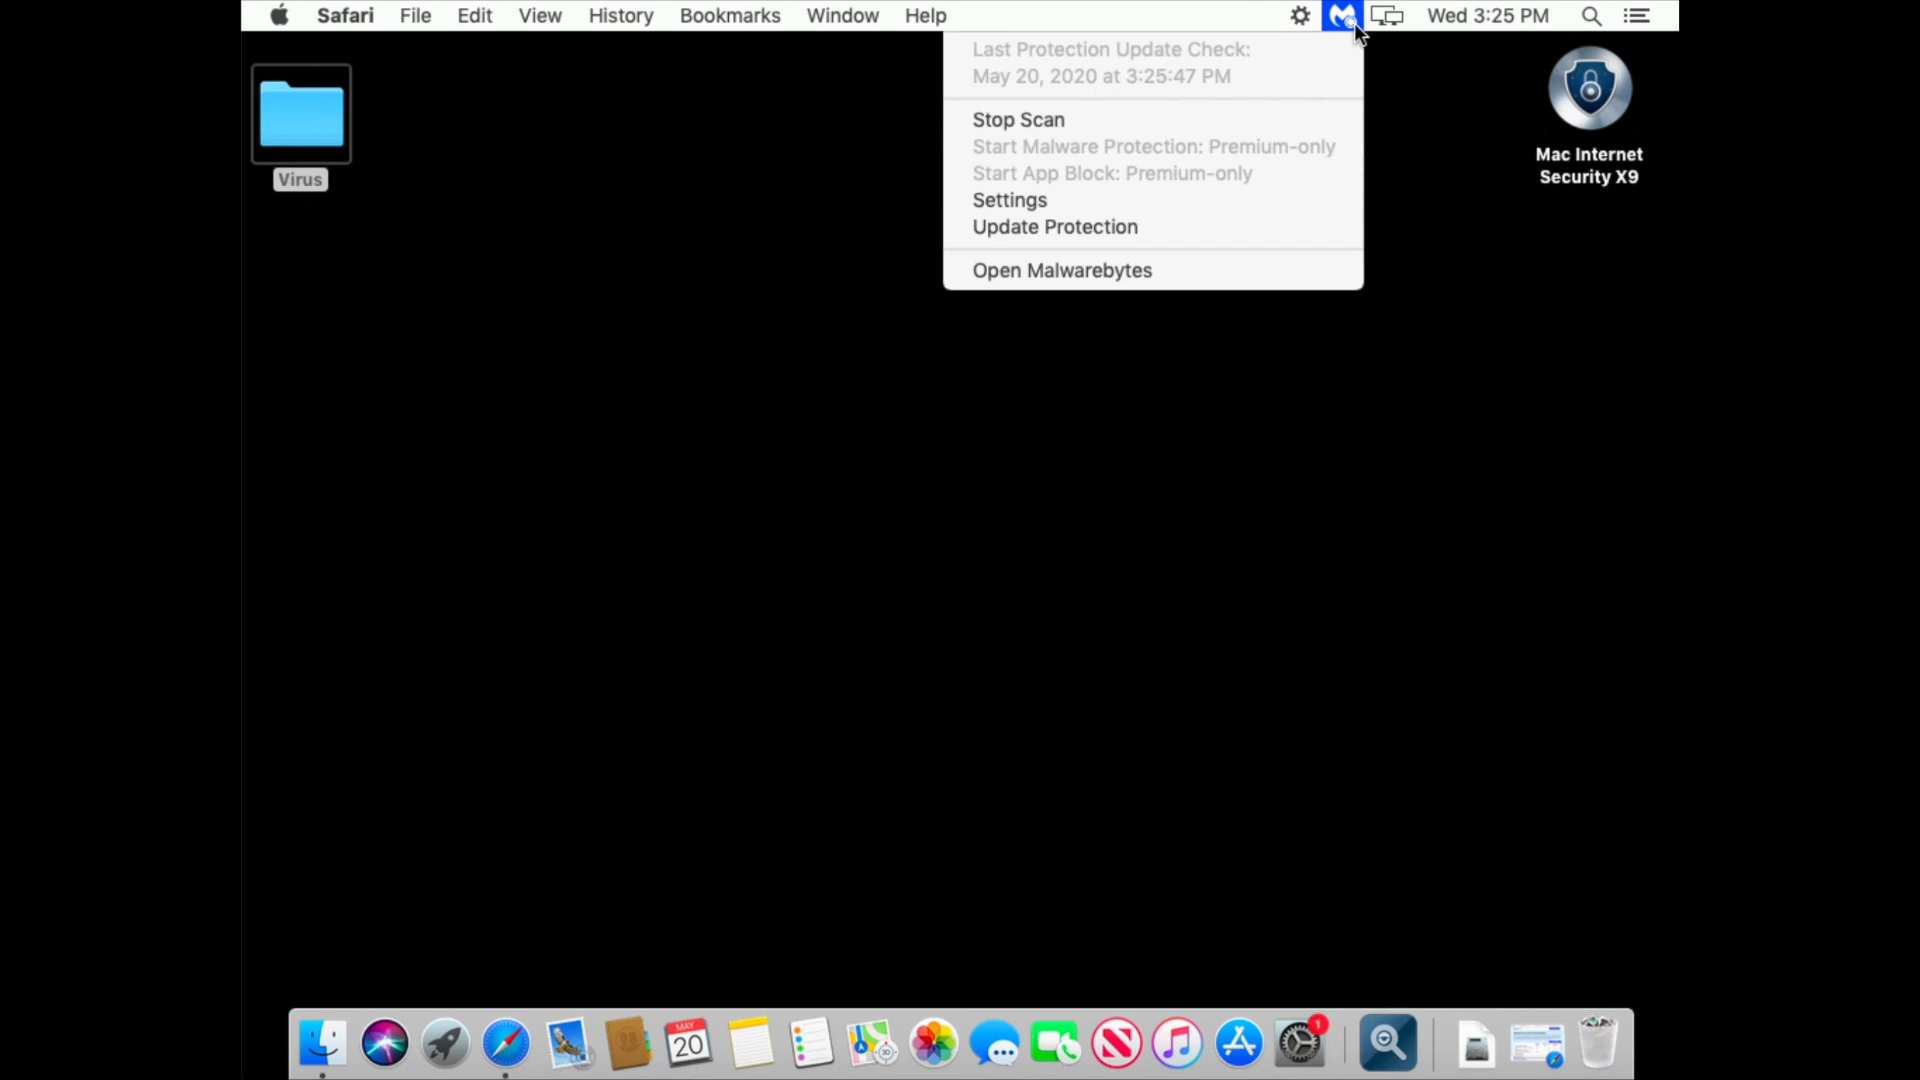 Safari File Edit View History Bookmarks Window Help Wed 3:25 PM
Last Protection Update Check:
May 20, 2020 at 3:25:47 PM
Stop Scan
Start Malware Protection: Premium-only
Start App Block: Premium-only
Settings
Update Protection
Open Malwarebytes
Virus
Mac Internet
Security X9
MAY
20
1